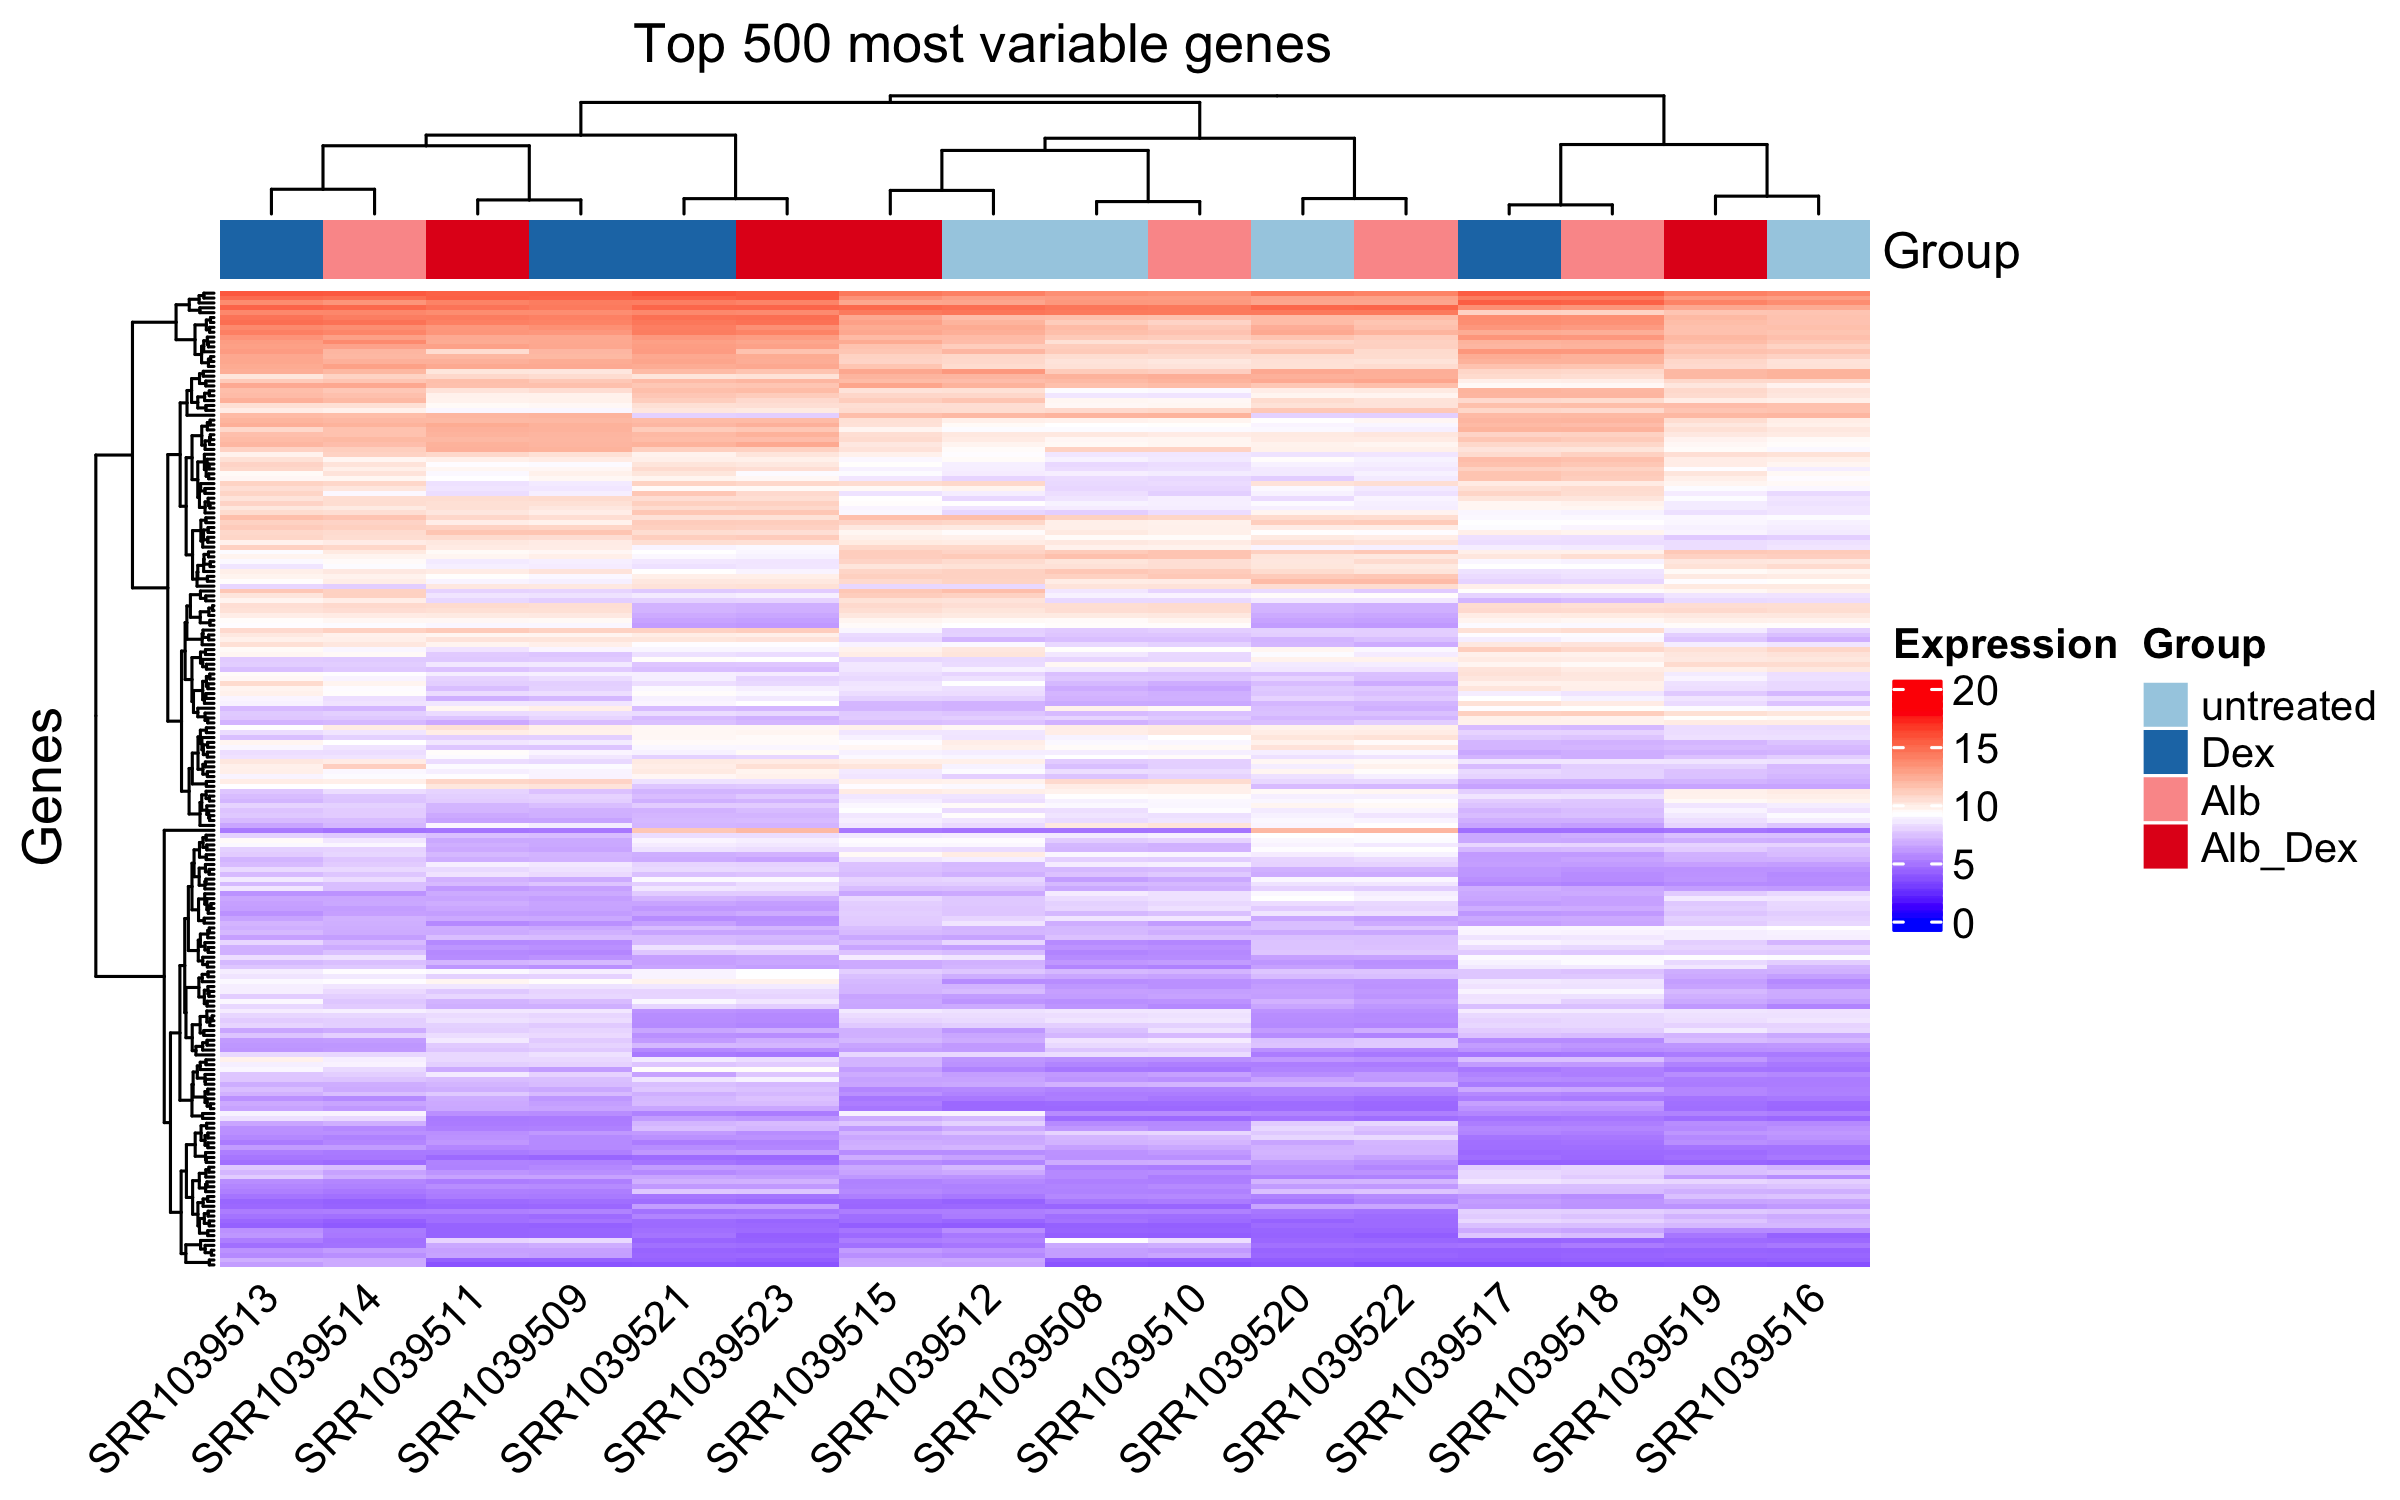 Top 500 most variable genes
Group
Genes
Expression
20
15
10
5
0
Group
untreated
Dex
Alb
Alb_Dex
SRR1039513
SRR1039514
SRR1039511
SRR1039509
SRR1039521
SRR1039523
SRR1039515
SRR1039512
SRR1039508
SRR1039510
SRR1039520
SRR1039522
SRR1039517
SRR1039518
SRR1039519
SRR1039516